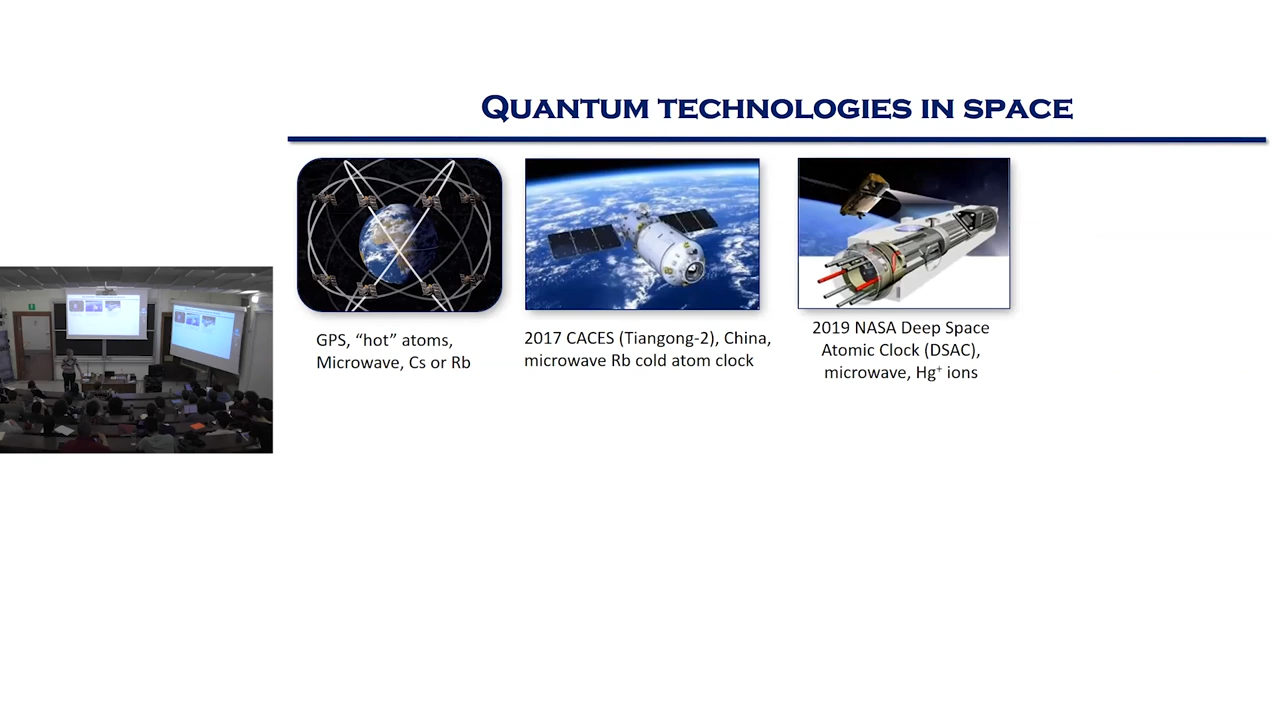 QUANTUM TECHNOLOGIES IN SPACE
GPS, “hot” atoms,
Microwave, Cs or Rb
2017 CACES (Tiangong-2), China,
microwave Rb cold atom clock
2019 NASA Deep Space
Atomic Clock (DSAC),
microwave, Hg⁺ ions